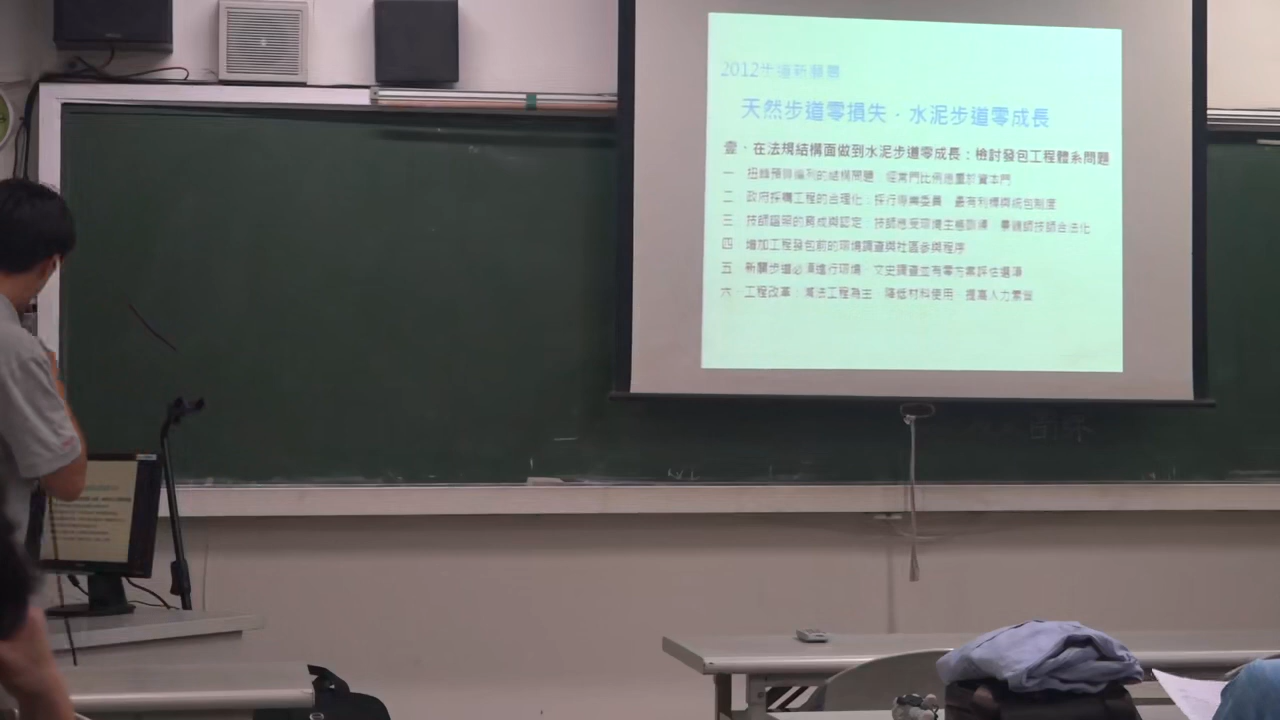 2012步道新願景
天然步道零損失．水泥步道零成長
壹．在法規結構面做到水泥步道零成長：檢討發包工程體系問題
一 扭轉預算編列的結構問題 經常門比例應重於資本門
二 政府採購工程的合理化：採行專業委員 最有利標與統包制度
三 技師證照的育成與認定：技師應受環境生態訓練 景觀師技師合法化
四 增加工程發包前的環境調查與社區參與程序
五 新闢步道必須進行環境 文史調查並有零方案評估選項
六 工程改革：減法工程為主 降低材料使用．提高人力素質